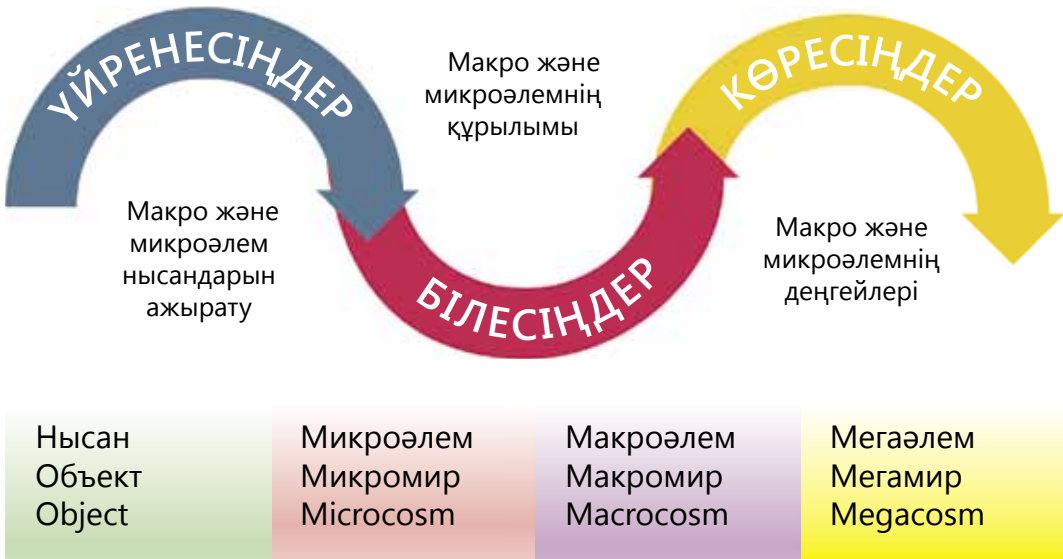 ҮЙРЕНЕСІҢДЕР
Макро және
микроәлем
нысандарын
ажырату
БІЛЕСІҢДЕР
Макро және
микроәлемнің
құрылымы
КӨРЕСІҢДЕР
Макро және
микроәлемнің
деңгейлері
Нысан
Объект
Object
Микроәлем
Микромир
Microcosm
Макроәлем
Макромир
Macrocosm
Мегаәлем
Мегамир
Megacosm